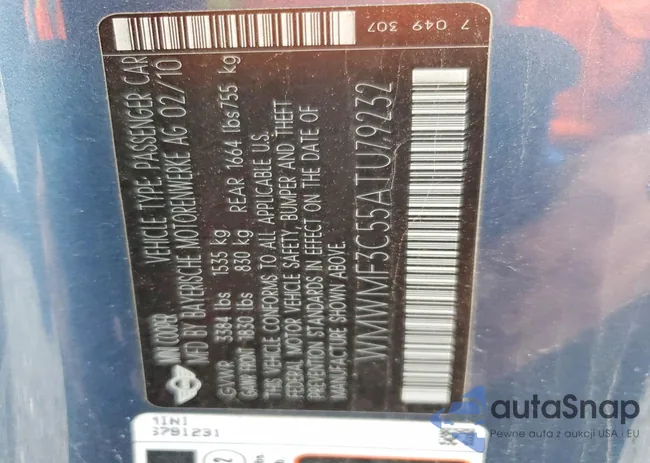 7 049 307
MINI COOPER VEHICLE TYPE: PASSENGER CAR
MFD BY BAYERISCHE MOTORENWERKE AG 02/10
GVWR 3384 lbs 1535 kg
GAWR FRONT 1830 lbs 830 kg REAR 1664 lbs 755 kg
THIS VEHICLE CONFORMS TO ALL APPLICABLE U.S.
FEDERAL MOTOR VEHICLE SAFETY, BUMPER AND THEFT
PREVENTION STANDARDS IN EFFECT ON THE DATE OF
MANUFACTURE SHOWN ABOVE.
WMWMF3C55ATU79232
MINI
autaSnap
Pewne auta z aukcji USA i EU